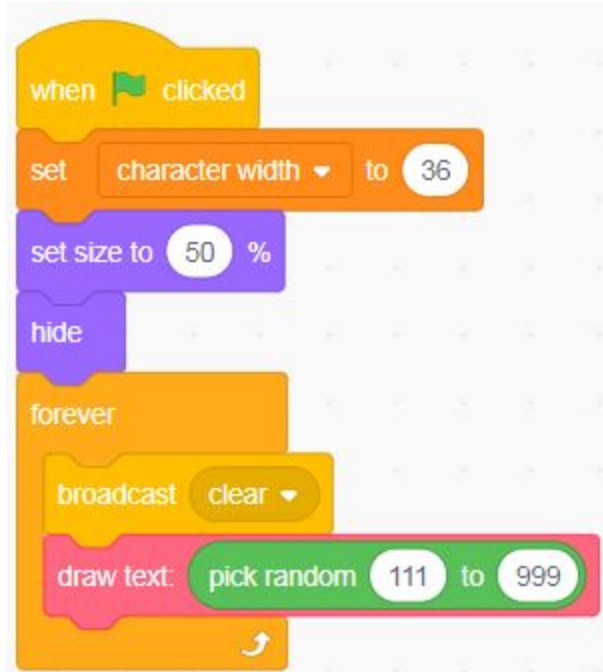 when clicked
set character width to 36
set size to 50 %
hide
forever
broadcast clear
draw text: pick random 111 to 999